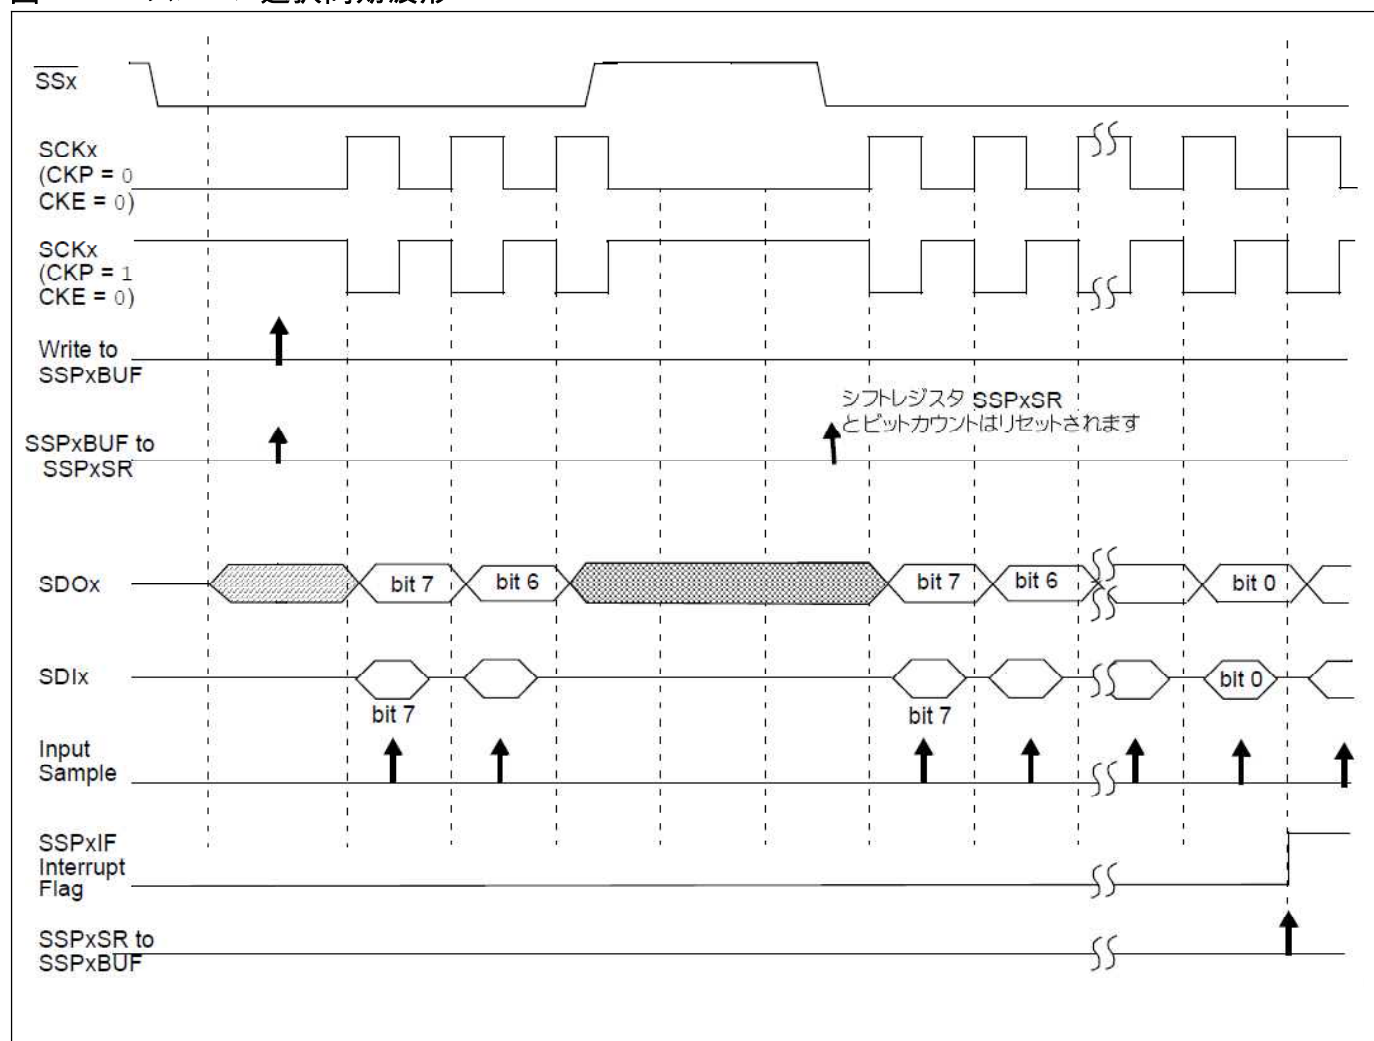 SSx
SCKx
(CKP = 0
CKE = 0)
SCKx
(CKP = 1
CKE = 0)
Write to
SSPxBUF
シフトレジスタ SSPxSR
とビットカウントはリセットされます
SSPxBUF to
SSPxSR
SDOx
bit 7
bit 6
bit 7
bit 6
bit 0
SDIx
bit 0
bit 7
bit 7
Input
Sample
SSPxIF
Interrupt
Flag
SSPxSR to
SSPxBUF